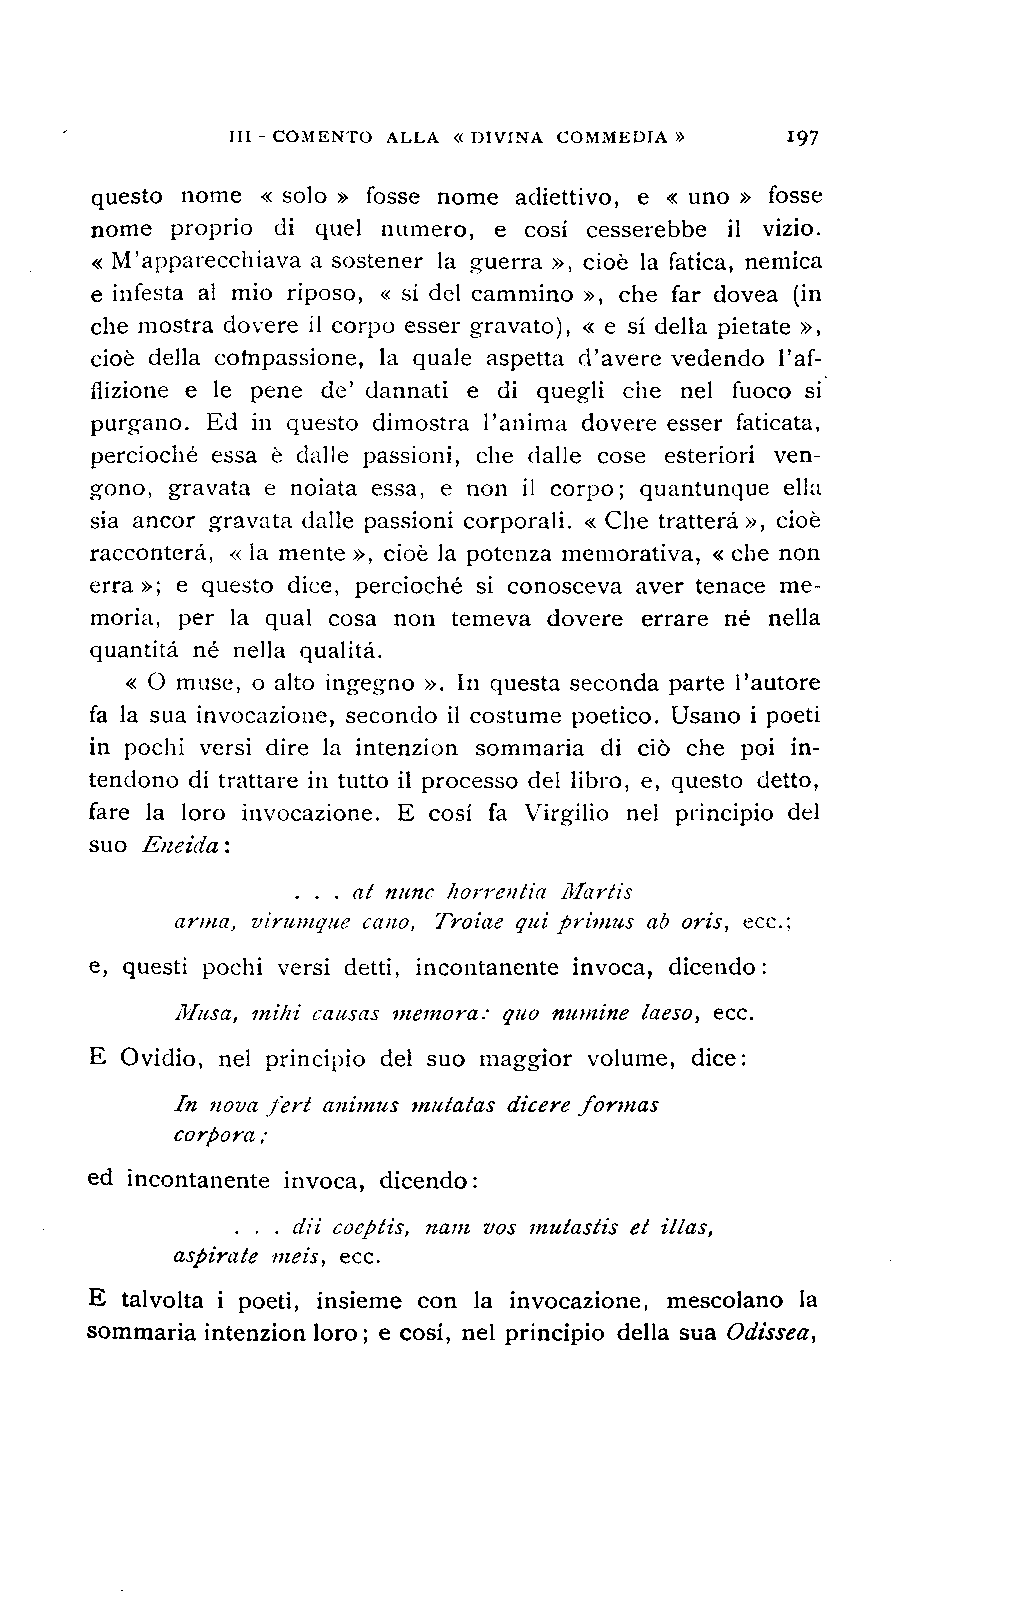 III - COMENTO ALLA « DIVINA COMMEDIA » 197
questo nome « solo » fosse nome adiettivo, e « uno » fosse
nome proprio di quel numero, e cosí cesserebbe il vizio.
« M'apparecchiava a sostener la guerra », cioè la fatica, nemica
e infesta al mio riposo, « sí del cammino », che far dovea (in
che mostra dovere il corpo esser gravato), « e sí della pietate »,
cioè della compassione, la quale aspetta d'avere vedendo l'af-
flizione e le pene de' dannati e di quegli che nel fuoco si
purgano. Ed in questo dimostra l'anima dovere esser faticata,
percioché essa è dalle passioni, che dalle cose esteriori ven-
gono, gravata e noiata essa, e non il corpo; quantunque ella
sia ancor gravata dalle passioni corporali. « Che tratterá », cioè
racconterá, « la mente », cioè la potenza memorativa, « che non
erra »; e questo dice, percioché si conosceva aver tenace me-
moria, per la qual cosa non temeva dovere errare né nella
quantitá né nella qualitá.
« O muse, o alto ingegno ». In questa seconda parte l'autore
fa la sua invocazione, secondo il costume poetico. Usano i poeti
in pochi versi dire la intenzion sommaria di ciò che poi in-
tendono di trattare in tutto il processo del libro, e, questo detto,
fare la loro invocazione. E cosí fa Virgilio nel principio del
suo Eneida:
. . . at nunc horrentia Martis
arma, virumque cano, Troiae qui primus ab oris, ecc.;
e, questi pochi versi detti, incontanente invoca, dicendo:
Musa, mihi causas memora: quo numine laeso, ecc.
E Ovidio, nel principio del suo maggior volume, dice:
In nova fert animus mutatas dicere formas
corpora;
ed incontanente invoca, dicendo:
. . . dii coeptis, nam vos mutastis et illas,
aspirate meis, ecc.
E talvolta i poeti, insieme con la invocazione, mescolano la
sommaria intenzion loro; e cosí, nel principio della sua Odissea,